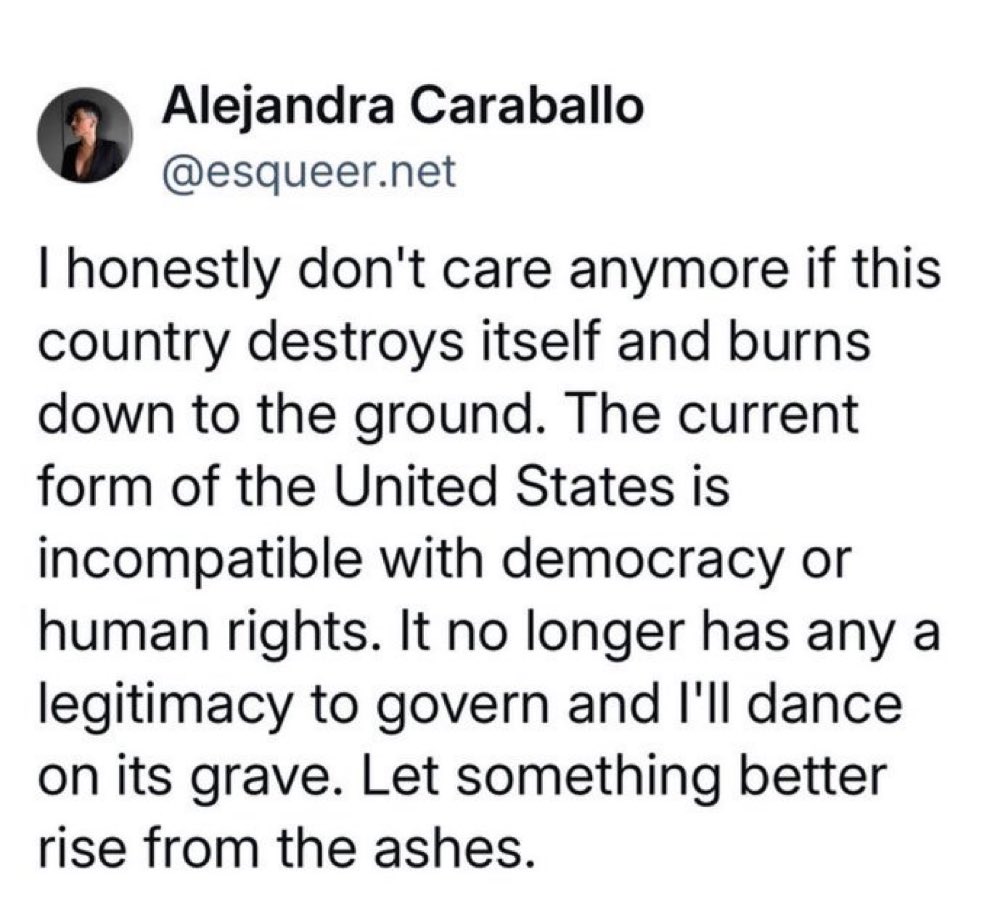 Alejandra Caraballo
@esqueer.net
I honestly don't care anymore if this
country destroys itself and burns
down to the ground. The current
form of the United States is
incompatible with democracy or
human rights. It no longer has any a
legitimacy to govern and I'll dance
on its grave. Let something better
rise from the ashes.